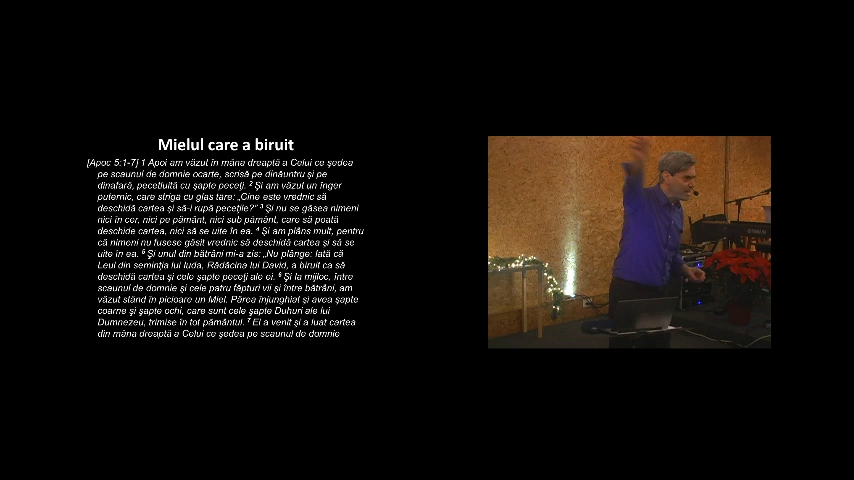 Mielul care a biruit
[Apoc 5:1-7] 1 Apoi am văzut în mâna dreaptă a Celui ce şedea
pe scaunul de domnie ocarte, scrisă pe dinăuntru şi pe
dinafară, pecetluită cu şapte peceţi. 2 Şi am văzut un înger
puternic, care striga cu glas tare: „Cine este vrednic să
deschidă cartea şi să-i rupă peceţile?" 3 Şi nu se găsea nimeni
nici în cer, nici pe pământ, nici sub pământ, care să poată
deschide cartea, nici să se uite în ea. 4 Şi am plâns mult, pentru
că nimeni nu fusese găsit vrednic să deschidă cartea şi să se
uite în ea. 5 Şi unul din bătrâni mi-a zis: „Nu plânge: Iată că
Leul din seminţia lui Iuda, Rădăcina lui David, a biruit ca să
deschidă cartea şi cele şapte peceţi ale ei. 6 Şi la mijloc, între
scaunul de domnie şi cele patru făpturi vii şi între bătrâni, am
văzut stând în picioare un Miel. Părea înjunghiat şi avea şapte
coarne şi şapte ochi, care sunt cele şapte Duhuri ale lui
Dumnezeu, trimise în tot pământul. 7 El a venit şi a luat cartea
din mâna dreaptă a Celui ce şedea pe scaunul de domnie